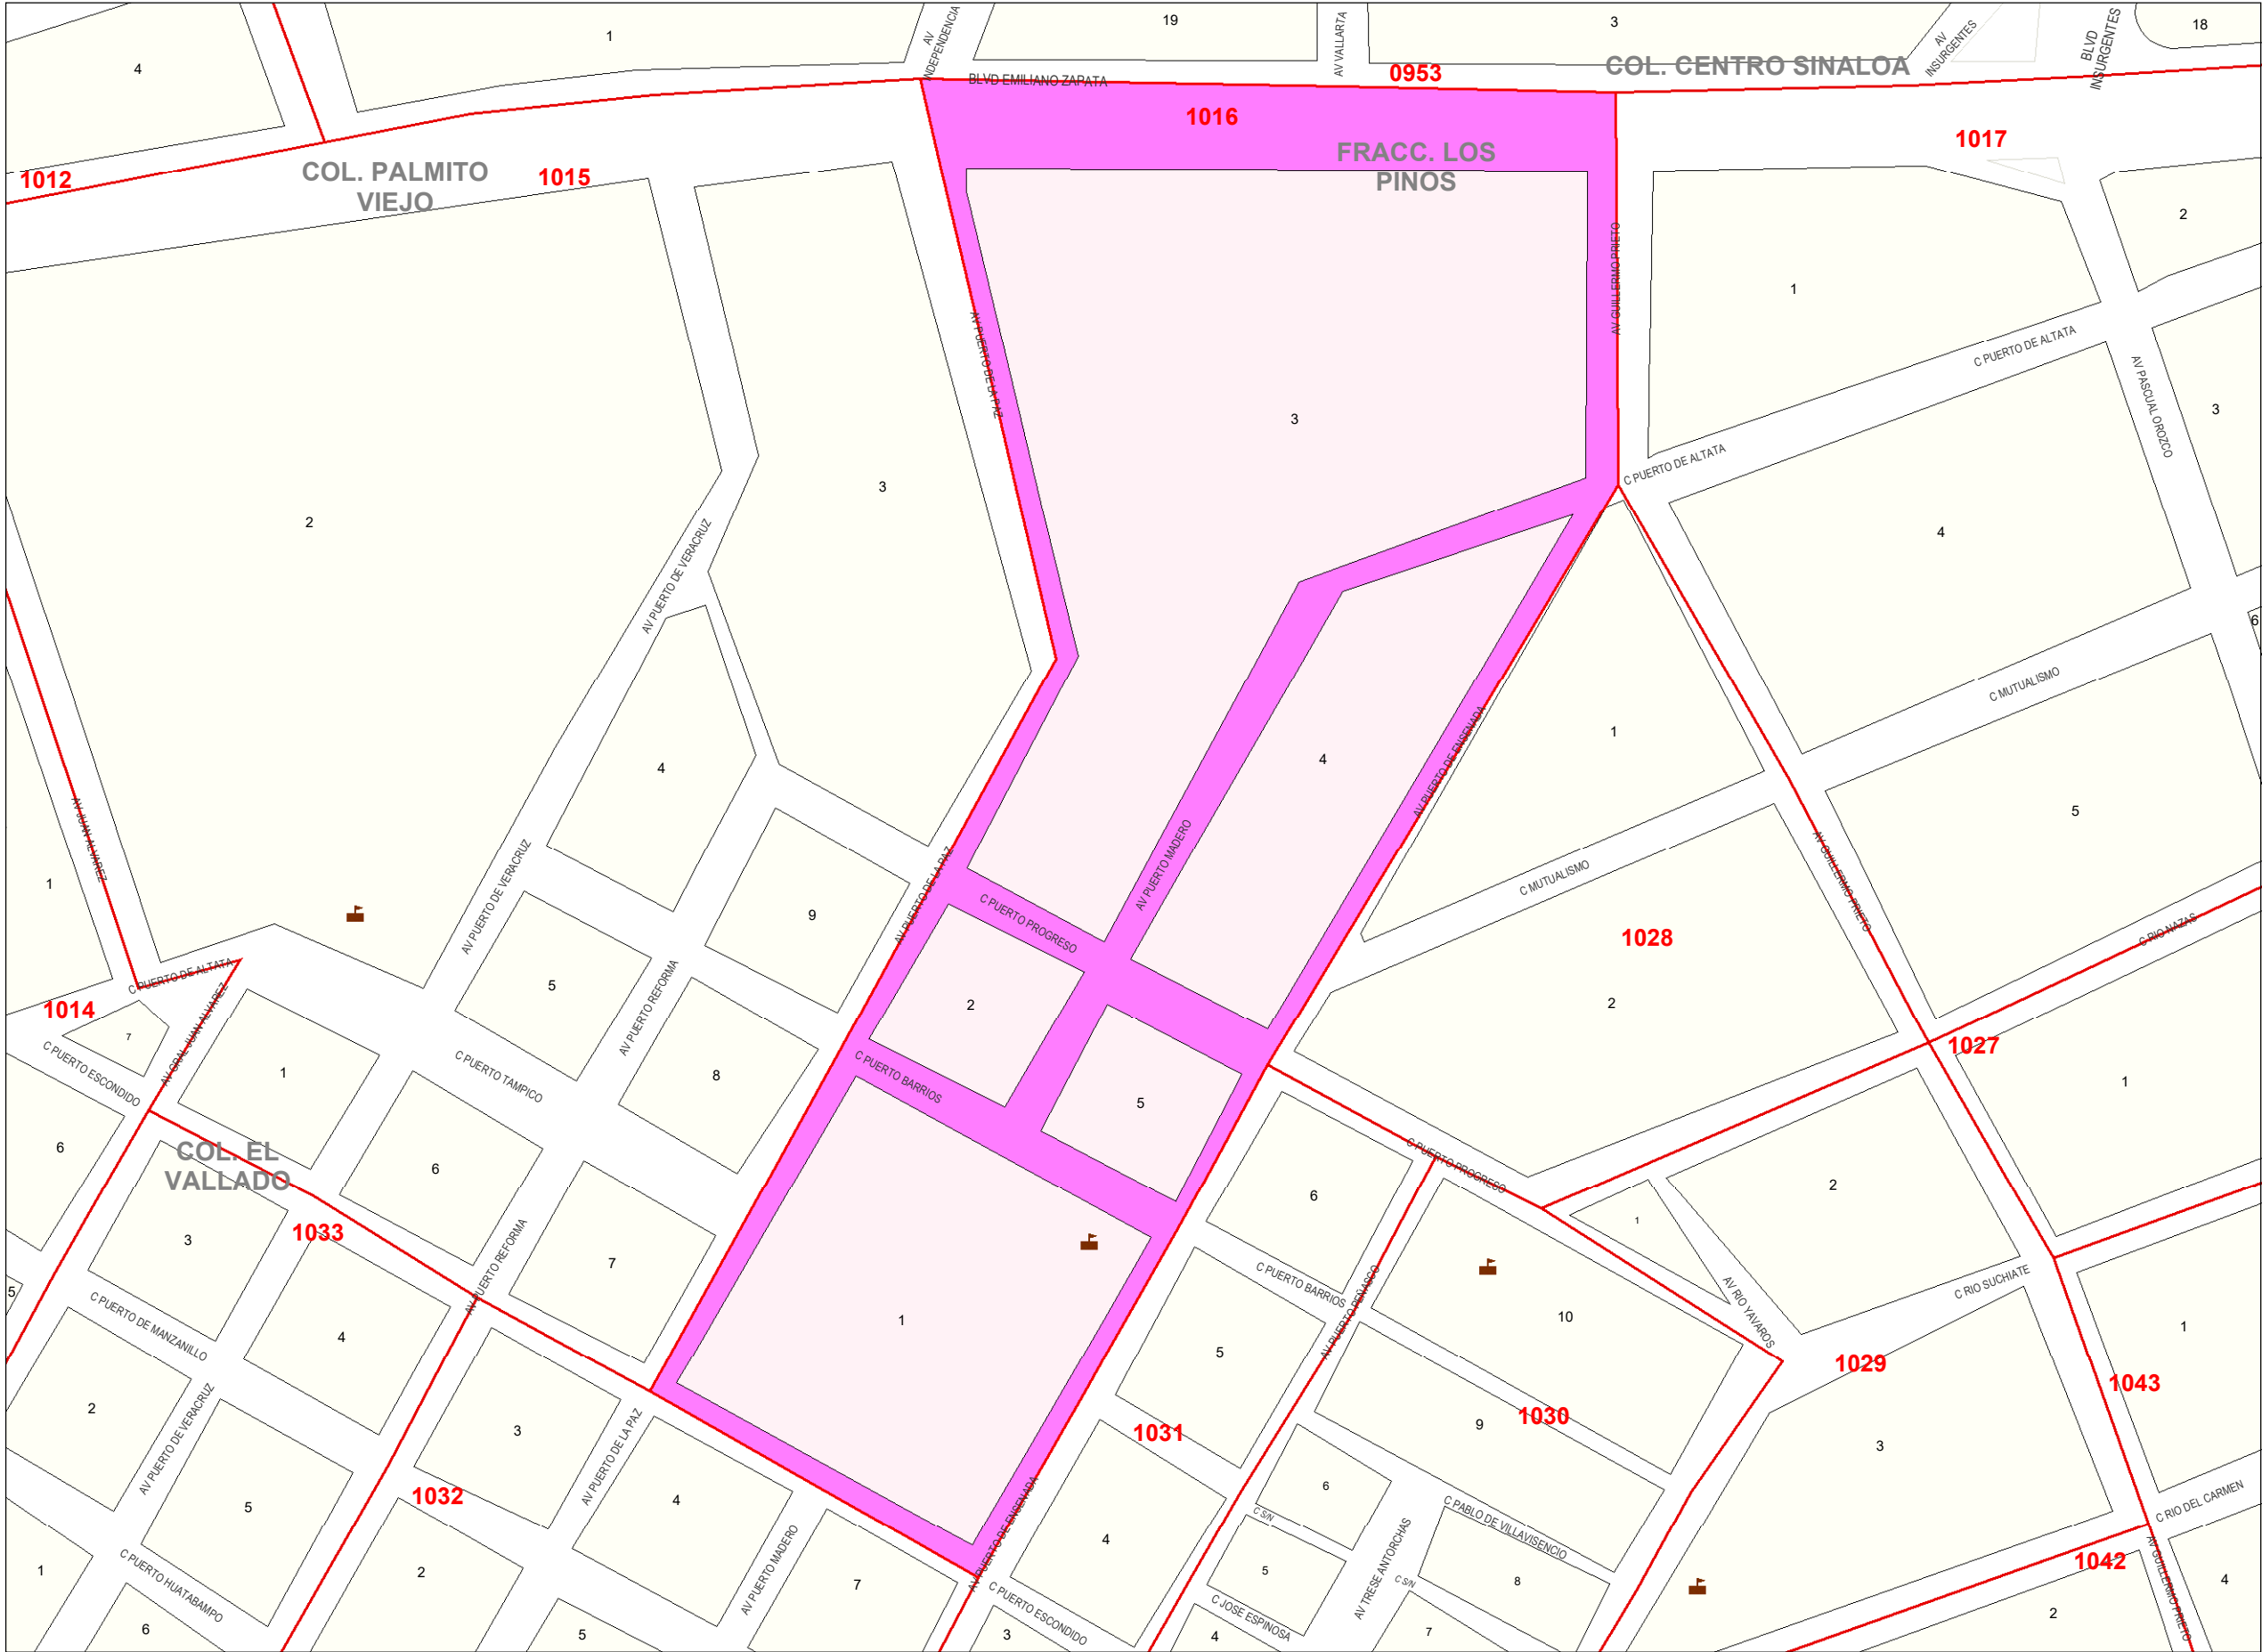 1
19
3
18
4
AV
INDEPENDENCIA
AV VALLARTA
AV
INSURGENTES
BLVD
INSURGENTES
BLVD EMILIANO ZAPATA
0953
COL. CENTRO SINALOA
1016
1012
COL. PALMITO
VIEJO
1015
FRACC. LOS
PINOS
1017
2
1
AV GUILLERMO PRIETO
AV PUERTO DE LA PAZ
C PUERTO DE ALTATA
AV PASCUAL OROZCO
3
3
3
C PUERTO DE ALTATA
2
4
AV PUERTO DE VERACRUZ
6
C MUTUALISMO
1
4
4
AV PUERTO DE ENSENADA
5
AV JUAN ALVAREZ
1
AV PUERTO DE VERACRUZ
AV PUERTO DE LA PAZ
AV PUERTO MADERO
C MUTUALISMO
AV GUILLERMO PRIETO
9
C PUERTO PROGRESO
1028
C RIO NAZAS
C PUERTO DE ALTATA
5
AV PUERTO REFORMA
2
2
1014
7
AV GRAL JUAN ALVAREZ
C PUERTO ESCONDIDO
1
C PUERTO TAMPICO
8
C PUERTO BARRIOS
5
1027
1
6
COL. EL
VALLADO
6
C PUERTO PROGRESO
6
2
1
3
1033
AV PUERTO REFORMA
7
C PUERTO BARRIOS
AV PUERTO PEÑASCO
AV RIO YAVAROS
C RIO SUCHIATE
5
C PUERTO DE MANZANILLO
4
1
10
1
5
1029
1043
2
AV PUERTO DE VERACRUZ
3
AV PUERTO DE LA PAZ
1031
9
1030
3
5
1032
4
6
C RIO DEL CARMEN
C S/N
C PABLO DE VILLAVISENCIO
AV PUERTO DE ENSENADA
4
AV TRESE ANTORCHAS
1
C PUERTO HUATABAMPO
2
AV PUERTO MADERO
7
5
C S/N
8
1042
AV GUILLERMO PRIETO
4
C PUERTO ESCONDIDO
C JOSE ESPINOSA
6
5
3
4
7
2